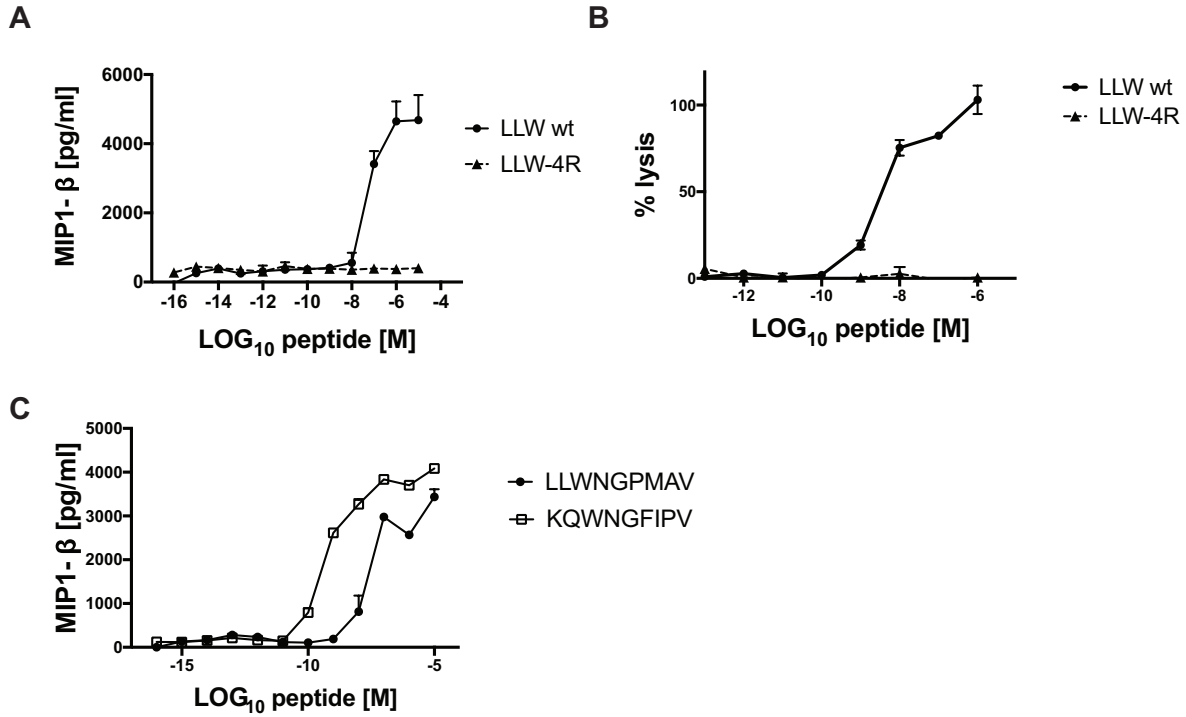 A
6000
4000
2000
0
MIP1- β [pg/ml]
-16 -14 -12 -10 -8 -6 -4
LOG10 peptide [M]
LLW wt
LLW-4R
B
100
50
0
% lysis
-12 -10 -8 -6
LOG10 peptide [M]
LLW wt
LLW-4R
C
5000
4000
3000
2000
1000
0
MIP1- β [pg/ml]
-15 -10 -5
LOG10 peptide [M]
LLWNGPMAV
KQWNGFIPV